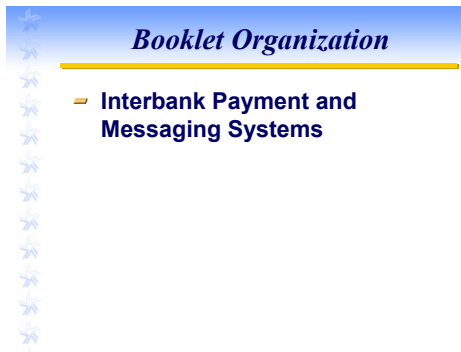 Booklet Organization
Interbank Payment and
Messaging Systems